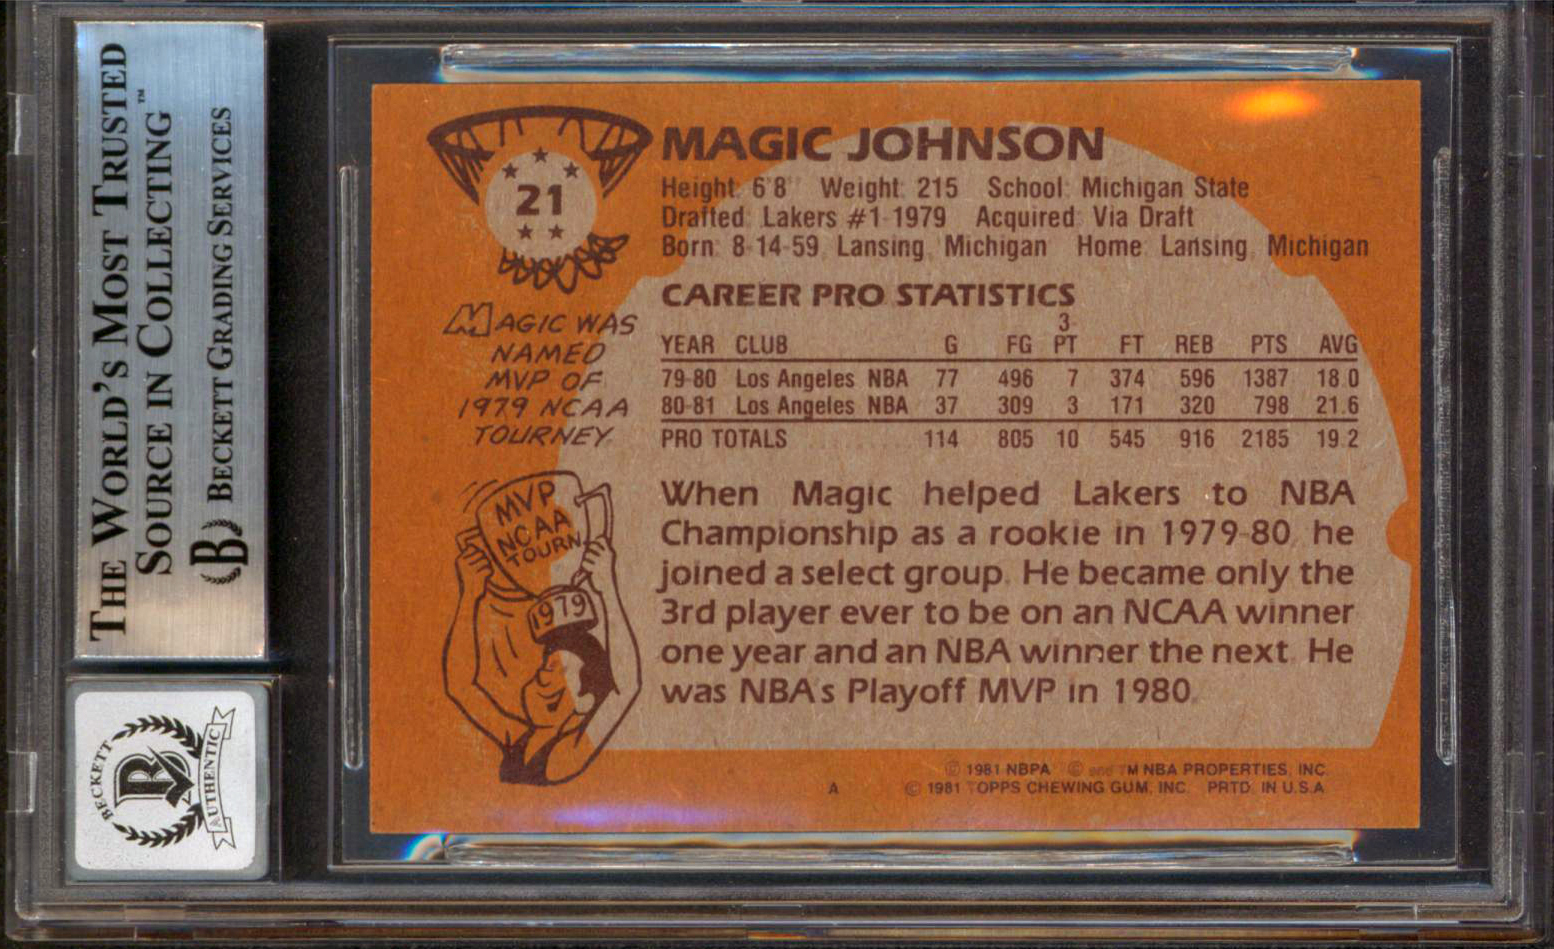 THE WORLD'S MOST TRUSTED
SOURCE IN COLLECTING™
B BECKETT GRADING SERVICES
BECKETT
B
AUTHENTIC
21
MAGIC JOHNSON
Height: 6'8" Weight: 215 School: Michigan State
Drafted: Lakers #1-1979 Acquired: Via Draft
Born: 8-14-59, Lansing, Michigan Home: Lansing, Michigan
MAGIC WAS
NAMED
MVP OF
1979 NCAA
TOURNEY.
MVP
NCAA
TOURN
1979
CAREER PRO STATISTICS
3-
YEAR CLUB G FG PT FT REB PTS AVG
79-80 Los Angeles NBA 77 496 7 374 596 1387 18.0
80-81 Los Angeles NBA 37 309 3 171 320 798 21.6
PRO TOTALS 114 805 10 545 916 2185 19.2
When Magic helped Lakers to NBA
Championship as a rookie in 1979-80, he
joined a select group. He became only the
3rd player ever to be on an NCAA winner
one year and an NBA winner the next. He
was NBA's Playoff MVP in 1980.
© 1981 NBPA © and TM NBA PROPERTIES, INC.
A © 1981 TOPPS CHEWING GUM, INC. PRTD. IN U.S.A.